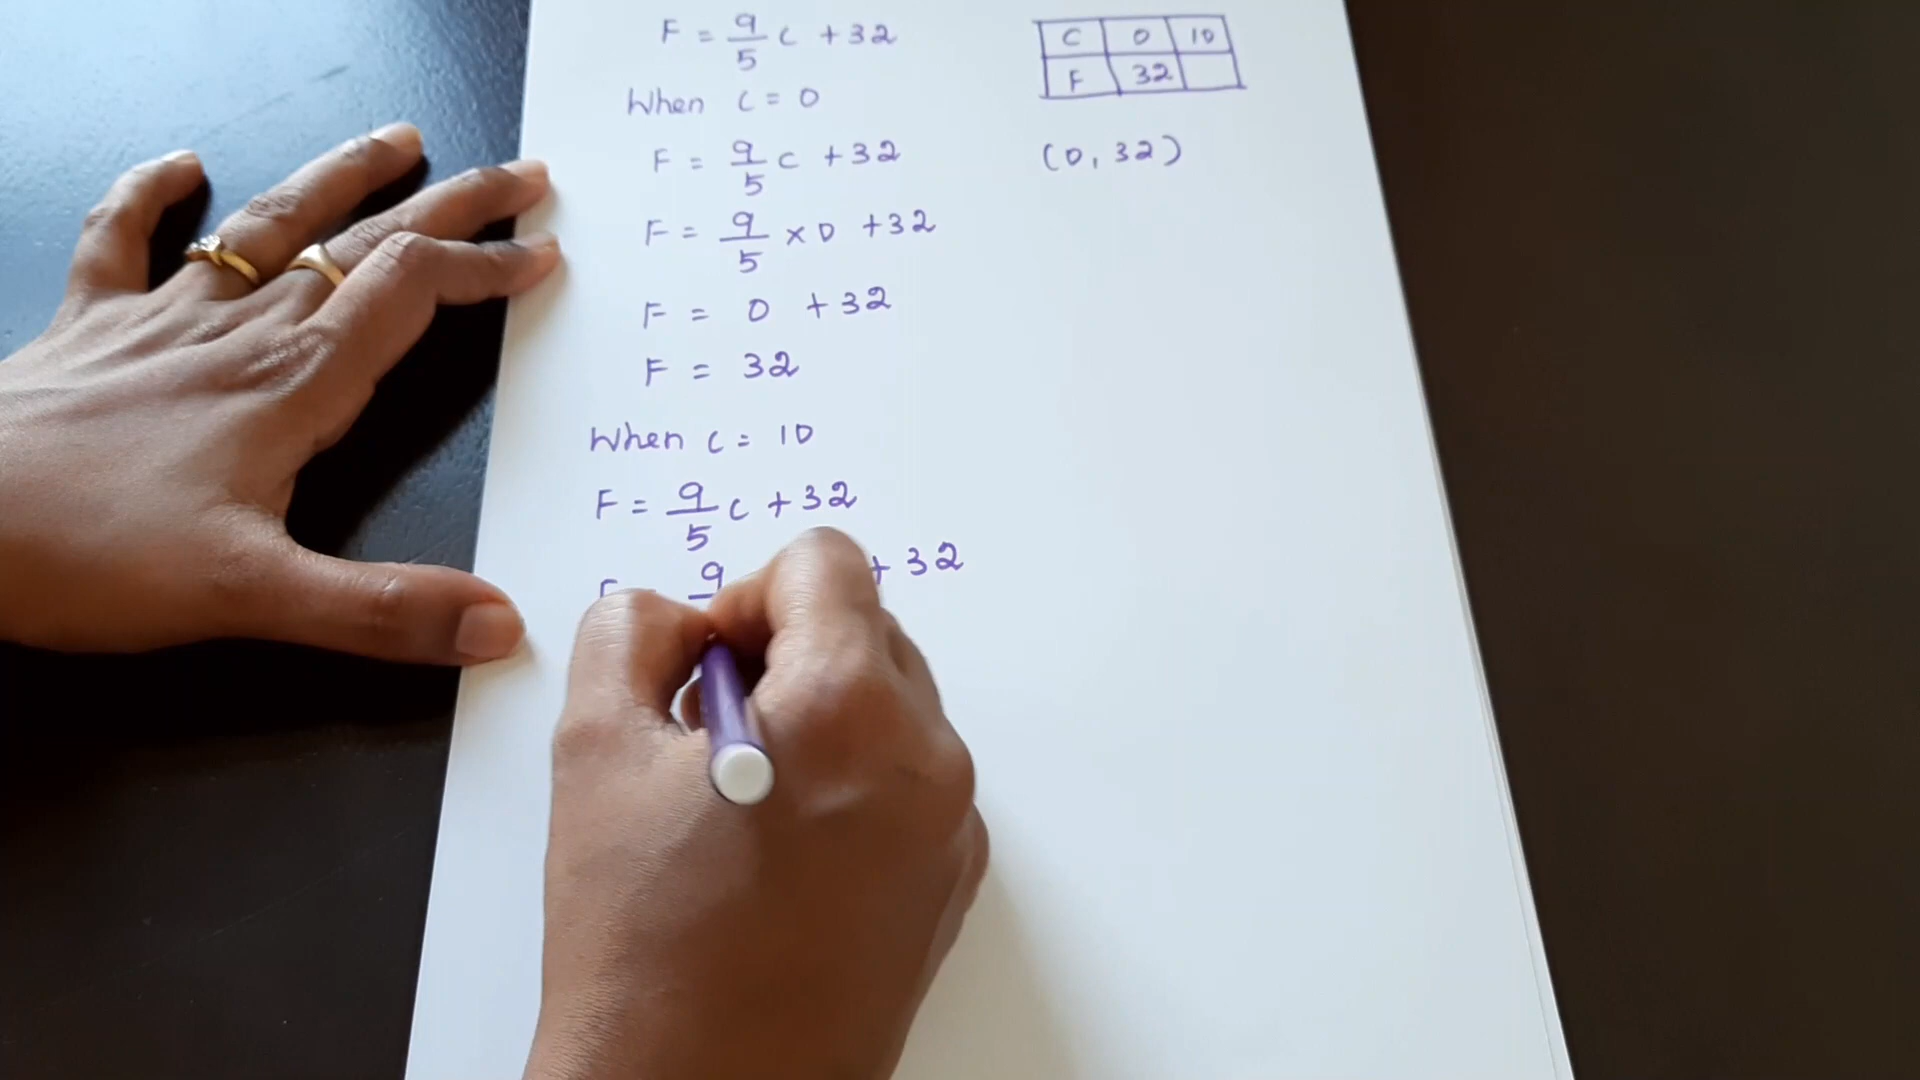 F = 9/5 C + 32
When C = 0
F = 9/5 C + 32
F = 9/5 x 0 + 32
F = 0 + 32
F = 32
When C = 10
F = 9/5 C + 32
F = 9 + 32
C 0 10
F 32
(0, 32)